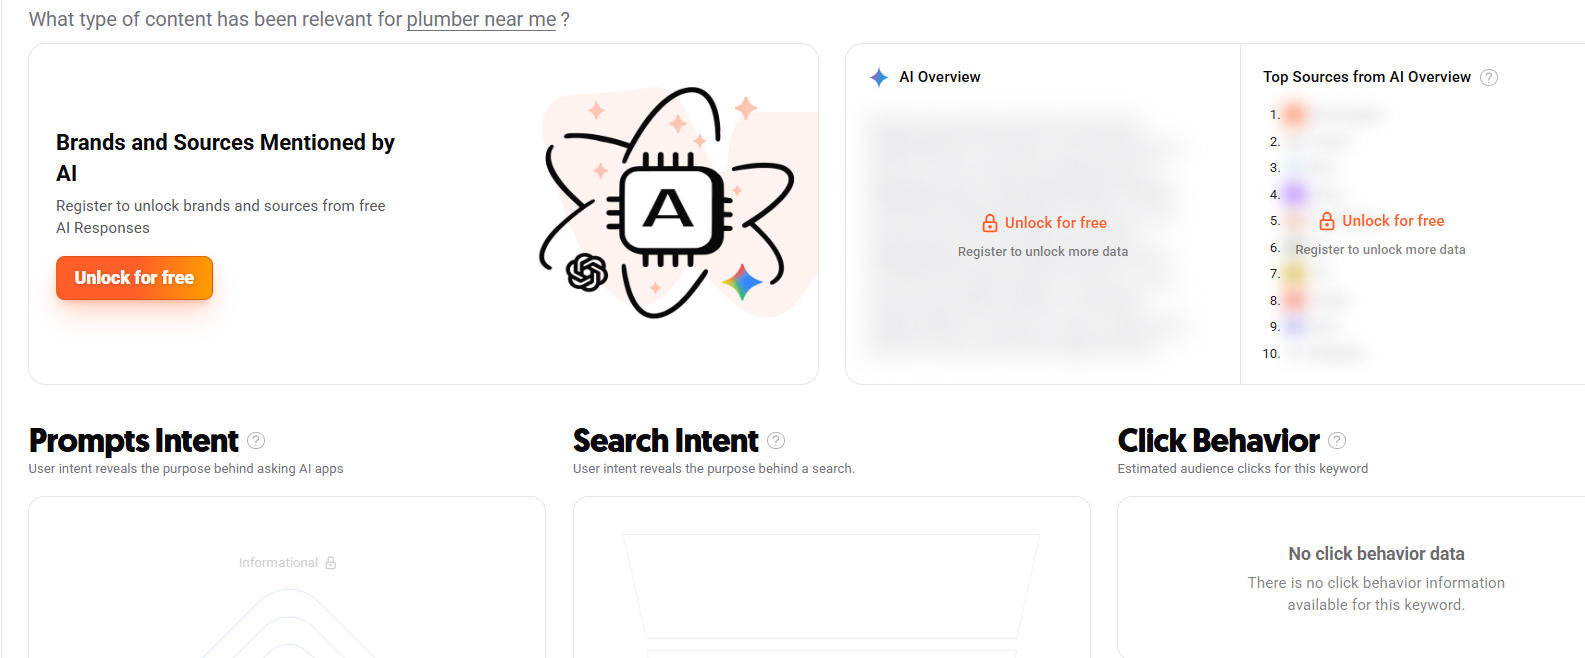 What type of content has been relevant for plumber near me ?
Brands and Sources Mentioned by
AI
Register to unlock brands and sources from free
AI Responses
Unlock for free
A
AI Overview
Unlock for free
Register to unlock more data
Top Sources from AI Overview ?
1.
2.
3.
4.
5.
Unlock for free
6.
Register to unlock more data
7.
8.
9.
10.
Prompts Intent ?
User intent reveals the purpose behind asking AI apps
Informational
Search Intent ?
User intent reveals the purpose behind a search.
Click Behavior ?
Estimated audience clicks for this keyword
No click behavior data
There is no click behavior information
available for this keyword.